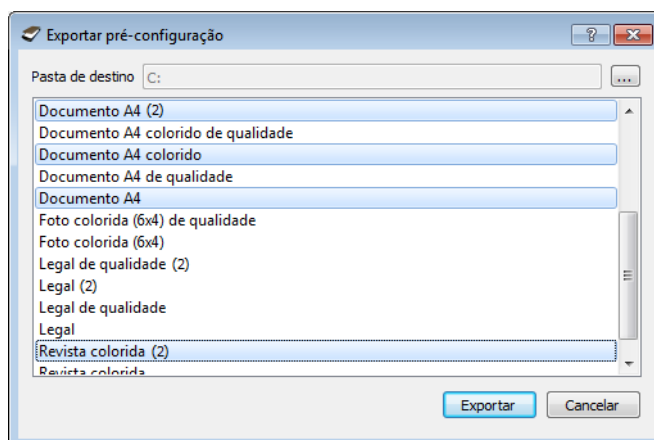 Exportar pré-configuração
Pasta de destino C: ...
Documento A4 (2)
Documento A4 colorido de qualidade
Documento A4 colorido
Documento A4 de qualidade
Documento A4
Foto colorida (6x4) de qualidade
Foto colorida (6x4)
Legal de qualidade (2)
Legal (2)
Legal de qualidade
Legal
Revista colorida (2)
Revista colorida
Exportar Cancelar